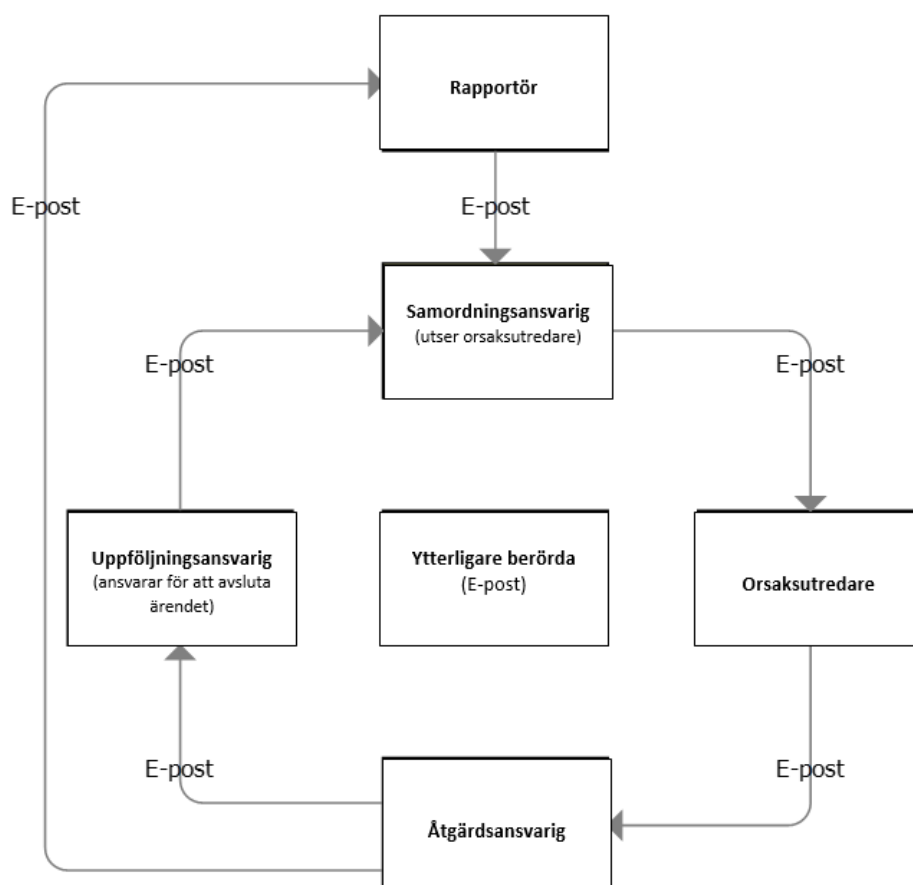 Rapportör
E-post
E-post
Samordningsansvarig
(utser orsaksutredare)
E-post
E-post
Uppföljningsansvarig
(ansvarar för att avsluta
ärendet)
Ytterligare berörda
(E-post)
Orsaksutredare
E-post
E-post
Åtgärdsansvarig